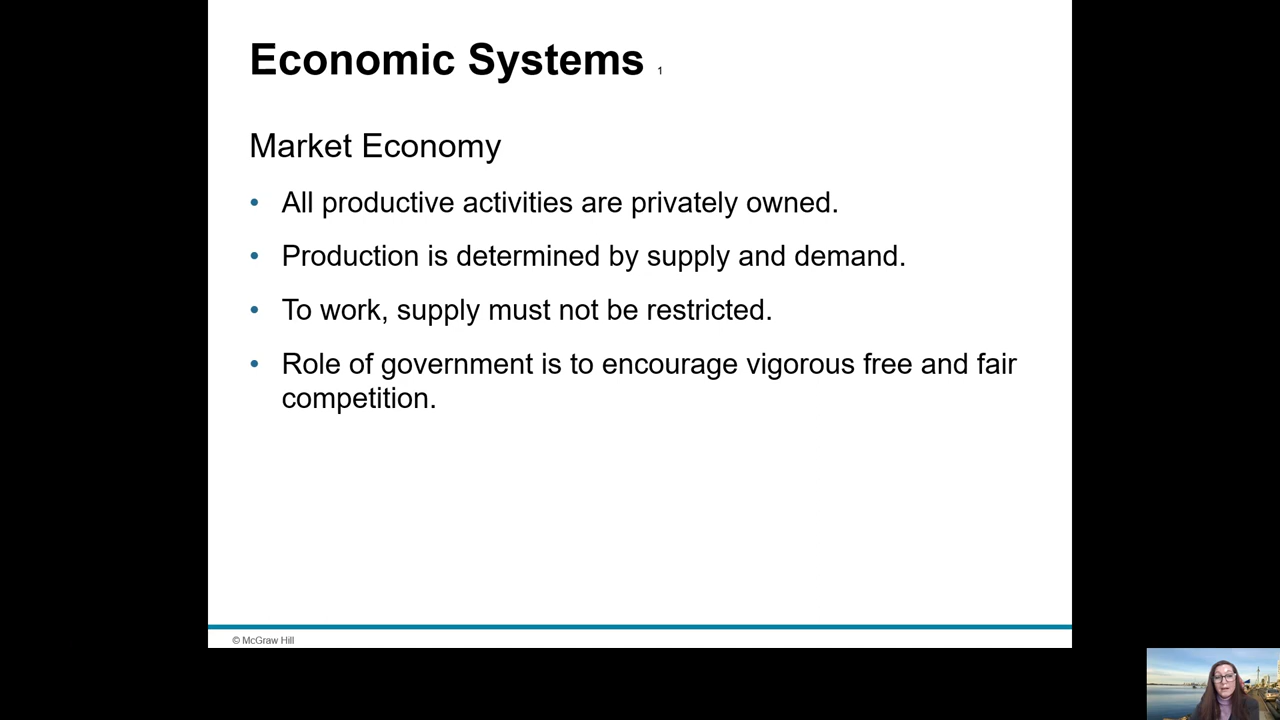 Economic Systems 1
Market Economy
• All productive activities are privately owned.
• Production is determined by supply and demand.
• To work, supply must not be restricted.
• Role of government is to encourage vigorous free and fair
competition.
© McGraw Hill